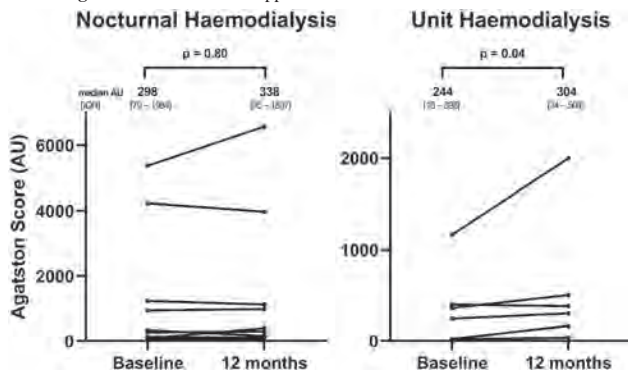 Nocturnal Haemodialysis
Unit Haemodialysis
p = 0.80
p = 0.04
median AU
298
338
244
304
Agatston Score (AU)
6000
4000
2000
0
2000
1000
0
Baseline
12 months
Baseline
12 months